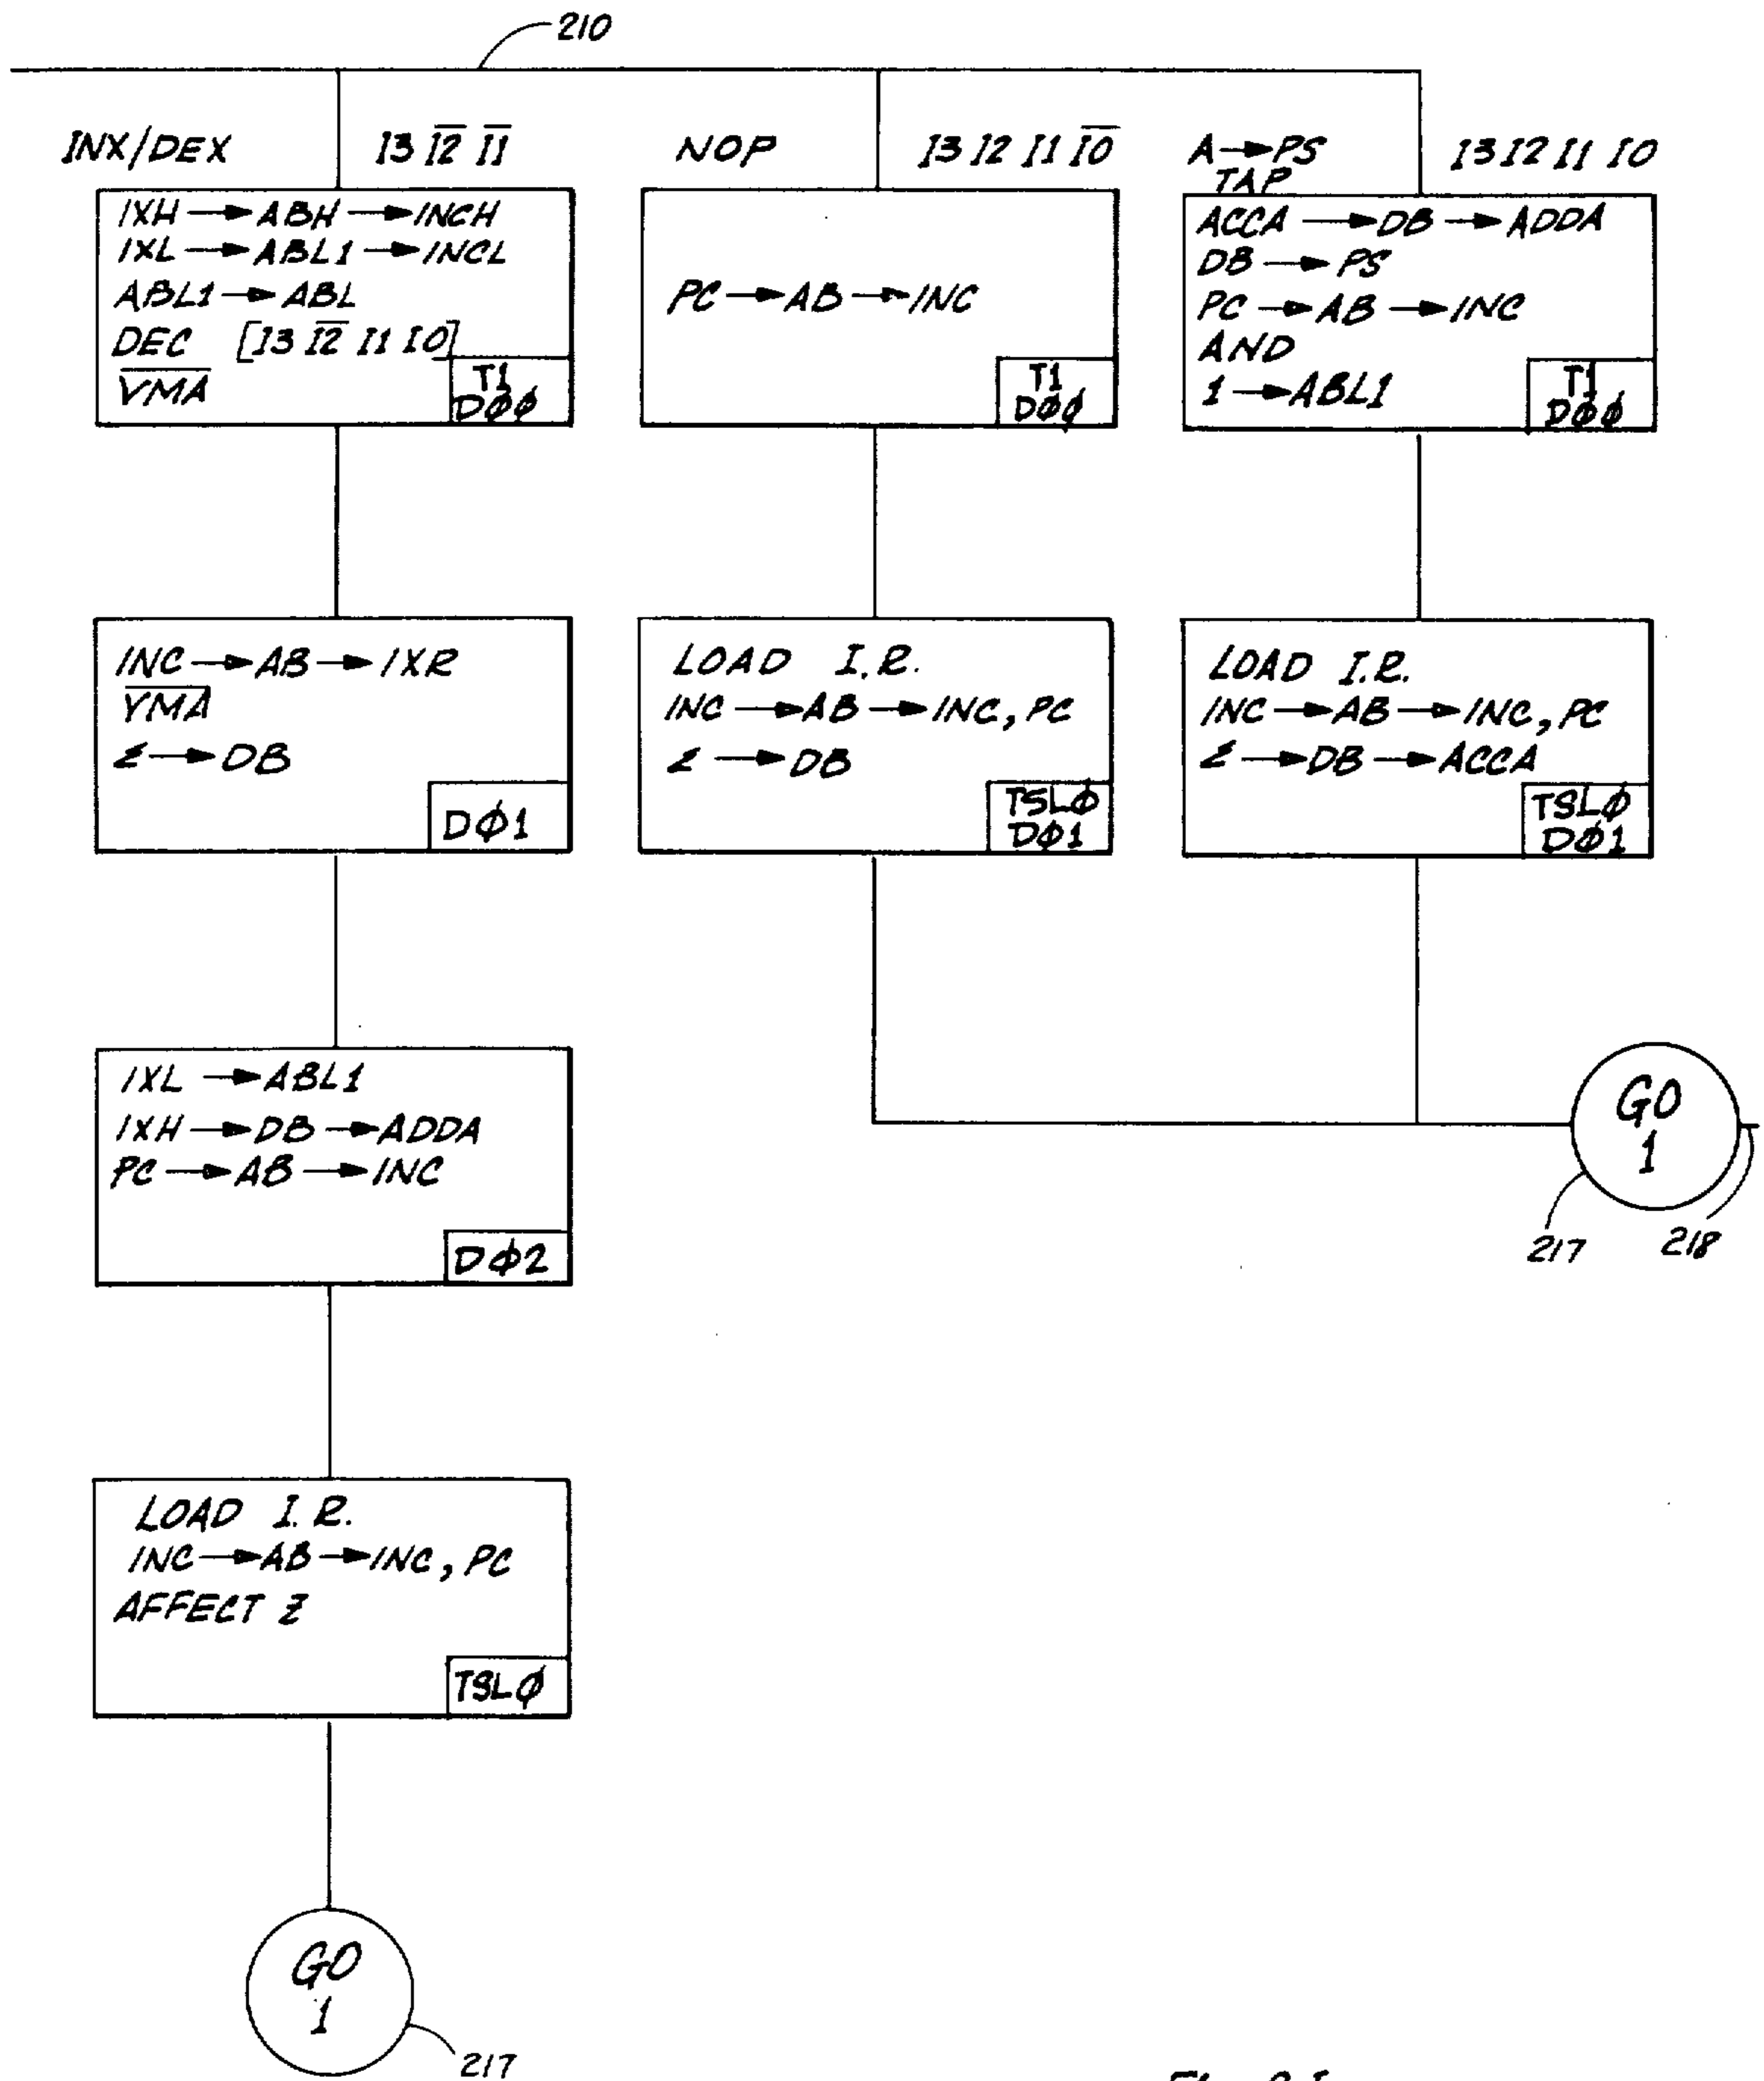 210
INX/DEX I3 I̅2̅ I̅1̅
IXH → ABH → INCH
IXL → ABL1 → INCL
ABL1 → ABL
DEC [I3 I̅2̅ I1 I0]
V̅M̅A̅
T1
DØ0
INC → AB → IXR
V̅M̅A̅
Σ → DB
DØ1
IXL → ABL1
IXH → DB → ADDA
PC → AB → INC
DØ2
LOAD I.R.
INC → AB → INC, PC
AFFECT Z
TSLØ
GO
1
217
NOP I3 I2 I1 I̅0̅
PC → AB → INC
T1
DØ0
LOAD I.R.
INC → AB → INC, PC
Σ → DB
TSLØ
DØ1
A → PS
TAP
I3 I2 I1 I0
ACCA → DB → ADDA
DB → PS
PC → AB → INC
AND
1 → ABL1
T1
DØ0
LOAD I.R.
INC → AB → INC, PC
Σ → DB → ACCA
TSLØ
DØ1
GO
1
217
218